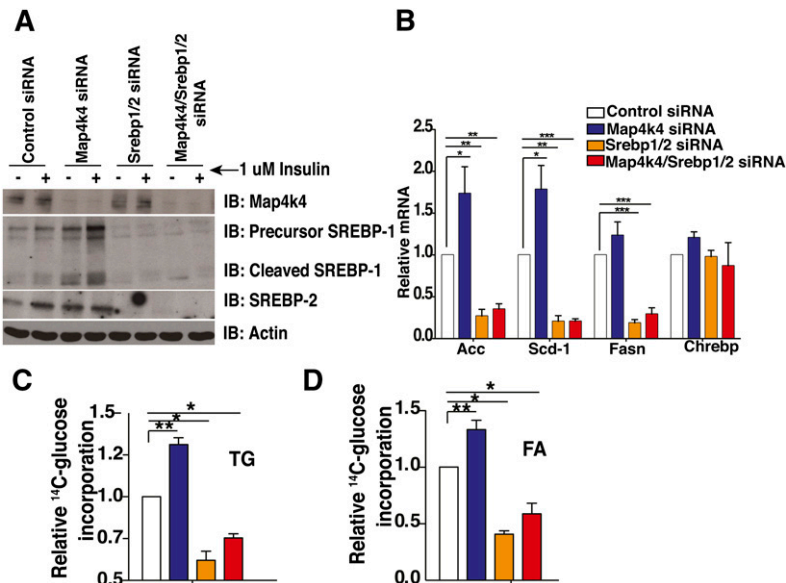 A
Control siRNA
Map4k4 siRNA
Srebp1/2 siRNA
Map4k4/Srebp1/2
siRNA
- + - + - + - +
1 uM Insulin
IB: Map4k4
IB: Precursor SREBP-1
IB: Cleaved SREBP-1
IB: SREBP-2
IB: Actin
B
Control siRNA
Map4k4 siRNA
Srebp1/2 siRNA
Map4k4/Srebp1/2 siRNA
Relative mRNA
2.5
2.0
1.5
1.0
0.5
0.0
**
**
*
***
**
*
***
***
Acc Scd-1 Fasn Chrebp
C
Relative 14C-glucose
incorporation
1.5
1.2
1.0
0.7
0.5
*
*
**
TG
D
Relative 14C-glucose
incorporation
1.5
1.0
0.5
0.0
*
*
**
FA